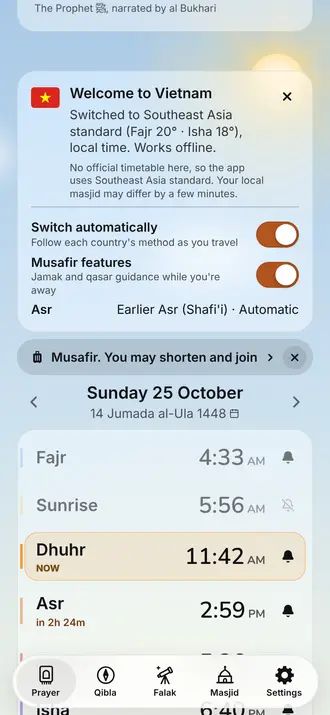 The Prophet ﷺ, narrated by al Bukhari
Welcome to Vietnam
Switched to Southeast Asia
standard (Fajr 20° · Isha 18°),
local time. Works offline.
No official timetable here, so the app
uses Southeast Asia standard. Your local
masjid may differ by a few minutes.
Switch automatically
Follow each country's method as you travel
Musafir features
Jamak and qasar guidance while you're
away
Asr Earlier Asr (Shafi'i) · Automatic
Musafir. You may shorten and join
Sunday 25 October
14 Jumada al-Ula 1448
Fajr 4:33 AM
Sunrise 5:56 AM
Dhuhr 11:42 AM
NOW
Asr 2:59 PM
in 2h 24m
Prayer Qibla Falak Masjid Settings
Isha 6:40 PM